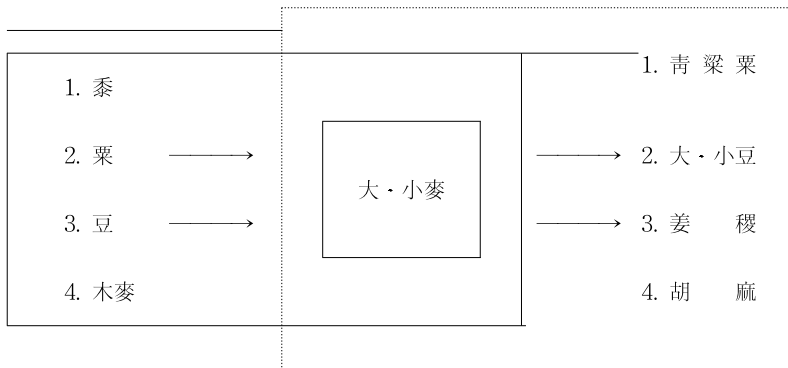 1. 黍
2. 粟
3. 豆
4. 木麥
大・小麥
1. 靑 粱 粟
2. 大・小豆
3. 姜 稷
4. 胡 麻